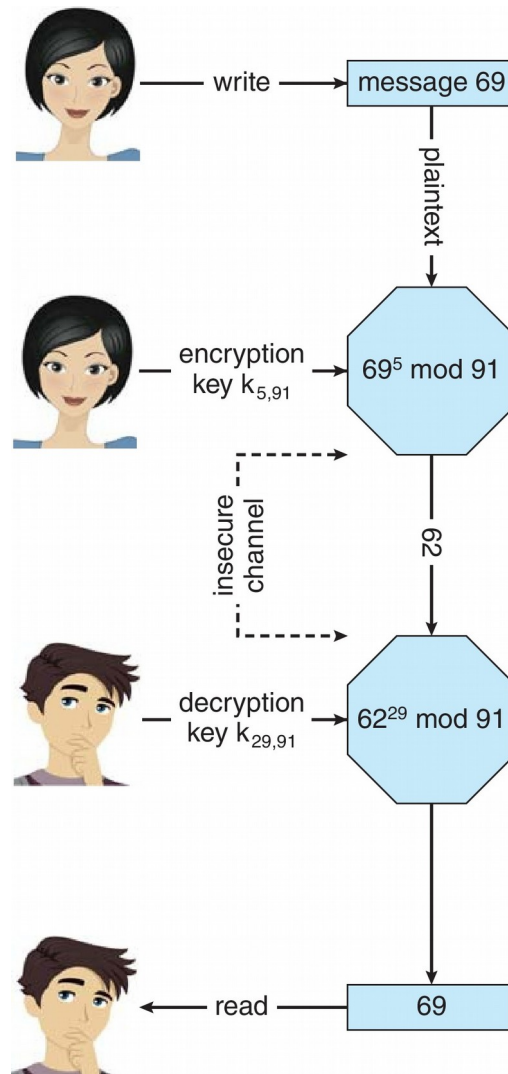 write
message 69
plaintext
encryption
key k₅,₉₁
69⁵ mod 91
insecure
channel
62
decryption
key k₂₉,₉₁
62²⁹ mod 91
read
69